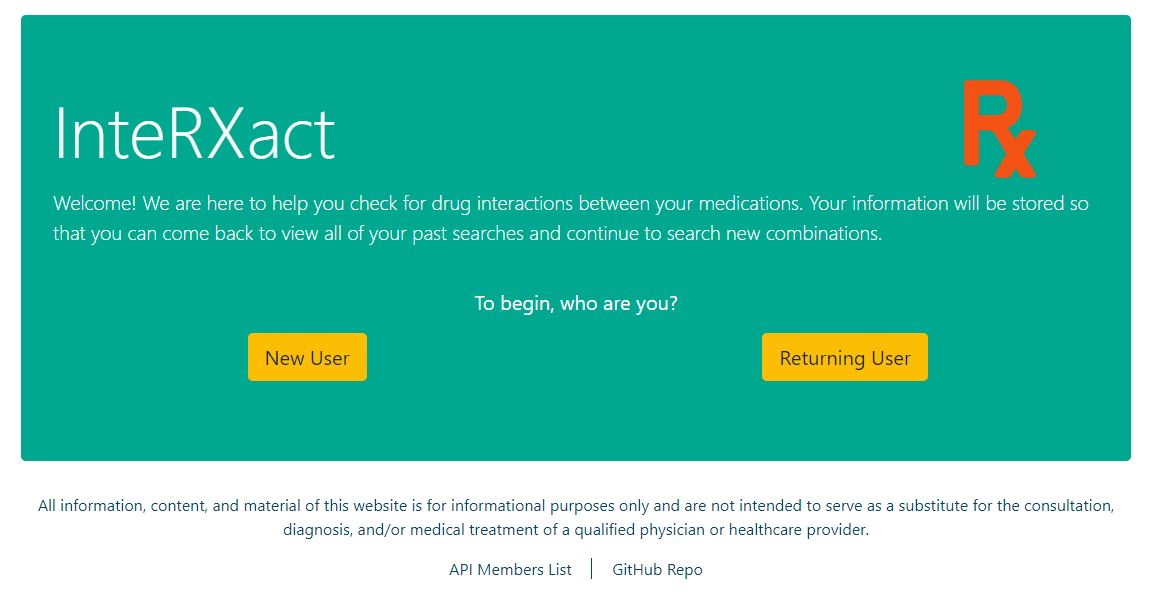 InteRXact
Rx
Welcome! We are here to help you check for drug interactions between your medications. Your information will be stored so
that you can come back to view all of your past searches and continue to search new combinations.
To begin, who are you?
New User
Returning User
All information, content, and material of this website is for informational purposes only and are not intended to serve as a substitute for the consultation,
diagnosis, and/or medical treatment of a qualified physician or healthcare provider.
API Members List | GitHub Repo